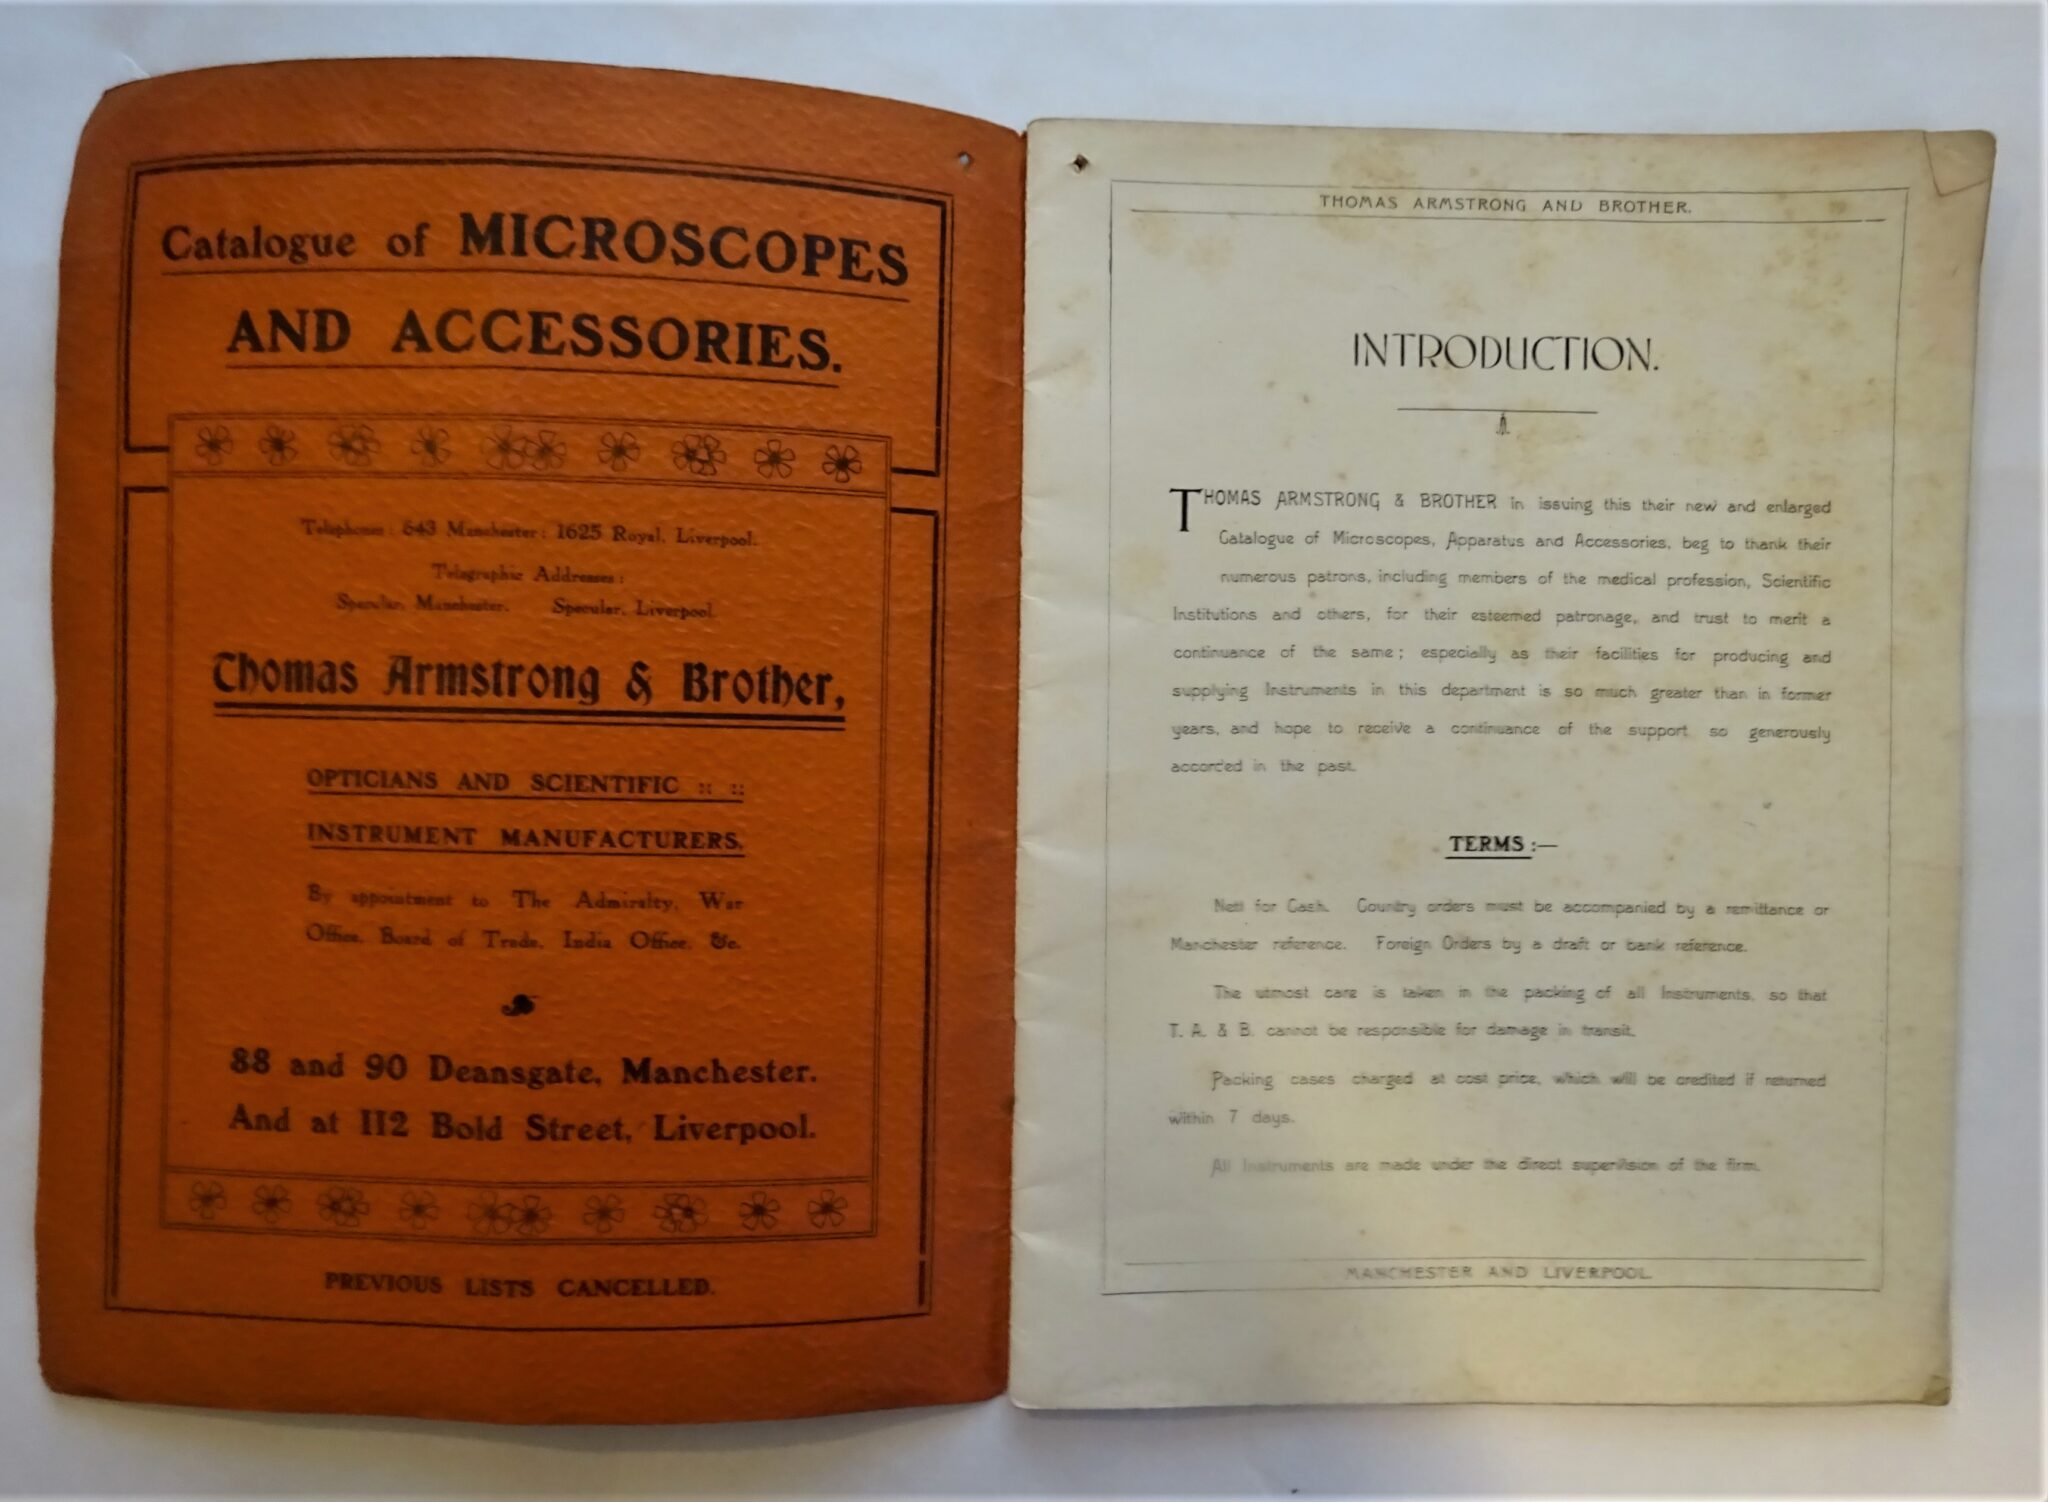 Catalogue of MICROSCOPES
AND ACCESSORIES.
Telephones: 643 Manchester; 1625 Royal, Liverpool.
Telegraphic Addresses:
Specular, Manchester. Specular, Liverpool.
Thomas Armstrong & Brother,
OPTICIANS AND SCIENTIFIC :: ::
INSTRUMENT MANUFACTURERS.
By appointment to The Admiralty, War
Office, Board of Trade, India Office, &c.
88 and 90 Deansgate, Manchester.
And at 112 Bold Street, Liverpool.
PREVIOUS LISTS CANCELLED.
THOMAS ARMSTRONG AND BROTHER.
INTRODUCTION.
THOMAS ARMSTRONG & BROTHER in issuing this their new and enlarged
Catalogue of Microscopes, Apparatus and Accessories, beg to thank their
numerous patrons, including members of the medical profession, Scientific
Institutions and others, for their esteemed patronage, and trust to merit a
continuance of the same; especially as their facilities for producing and
supplying Instruments in this department is so much greater than in former
years, and hope to receive a continuance of the support so generously
accorded in the past.
TERMS:—
Nett for Cash. Country orders must be accompanied by a remittance or
Manchester reference. Foreign Orders by a draft or bank reference.
The utmost care is taken in the packing of all Instruments, so that
T. A. & B. cannot be responsible for damage in transit.
Packing cases charged at cost price, which will be credited if returned
within 7 days.
All Instruments are made under the direct supervision of the firm.
MANCHESTER AND LIVERPOOL.